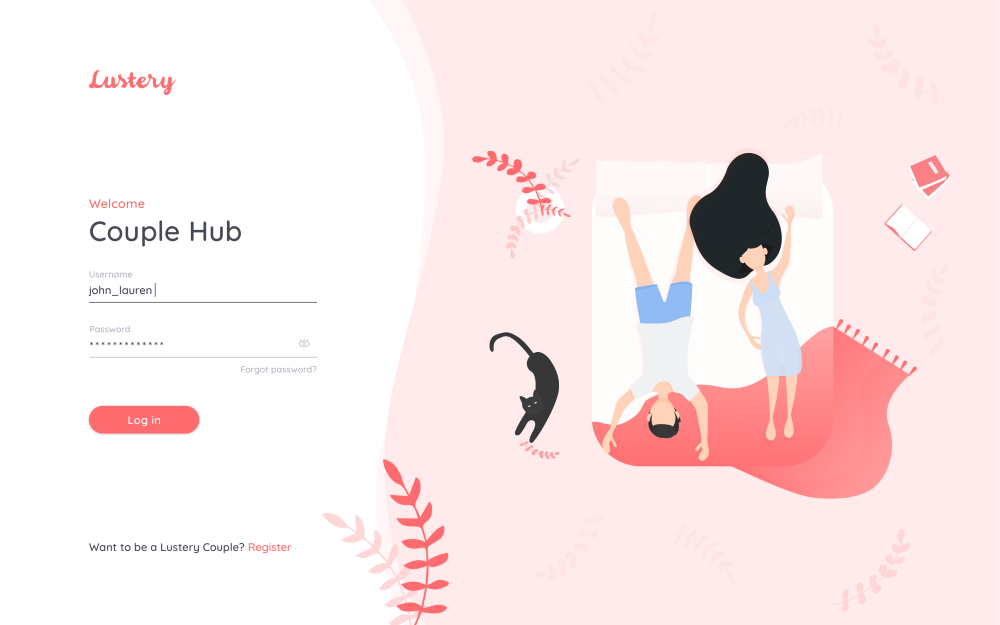 Lustery
Welcome
Couple Hub
Username
john_lauren
Password
*************
Forgot password?
Log in
Want to be a Lustery Couple? Register